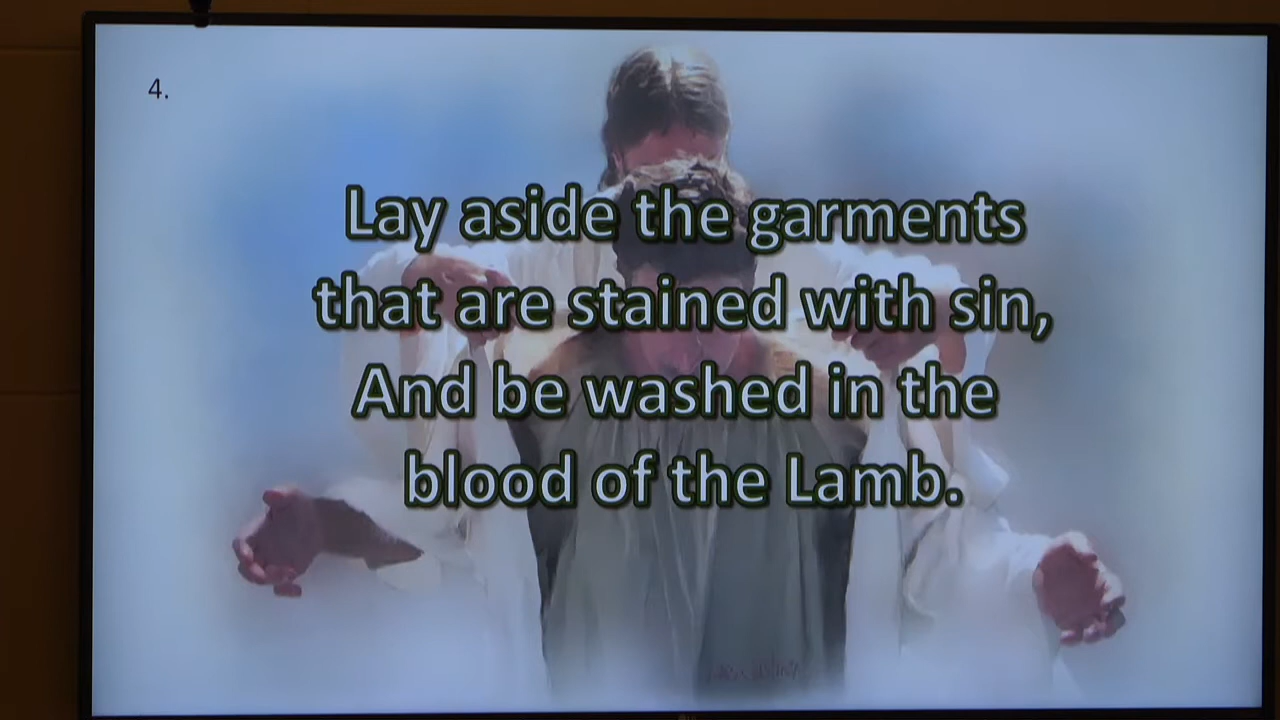 4.
Lay aside the garments
that are stained with sin,
And be washed in the
blood of the Lamb.